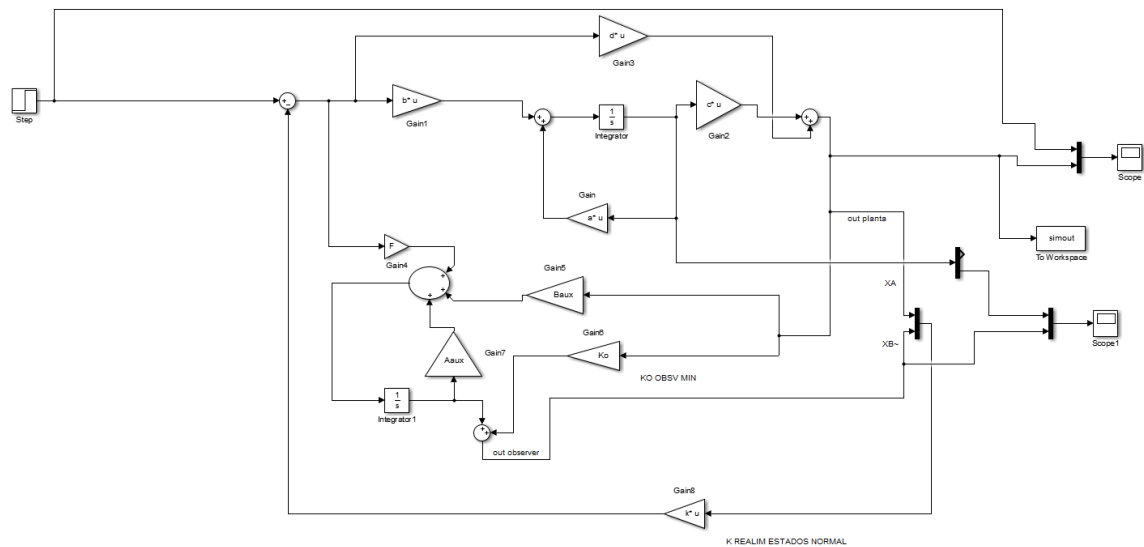 d* u
Gain3
Step
+
−
b* u
Gain1
+
+
1
s
Integrator
c* u
Gain2
+
+
Scope
Gain
a* u
out planta
simout
To Workspace
F
Gain4
+
+
+
Gain5
Baux
XA
Scope1
Aaux
Gain7
Gain6
Ko
XB~
KO OBSV MIN
1
s
Integrator1
+
+
out observer
Gain8
k* u
K REALIM ESTADOS NORMAL